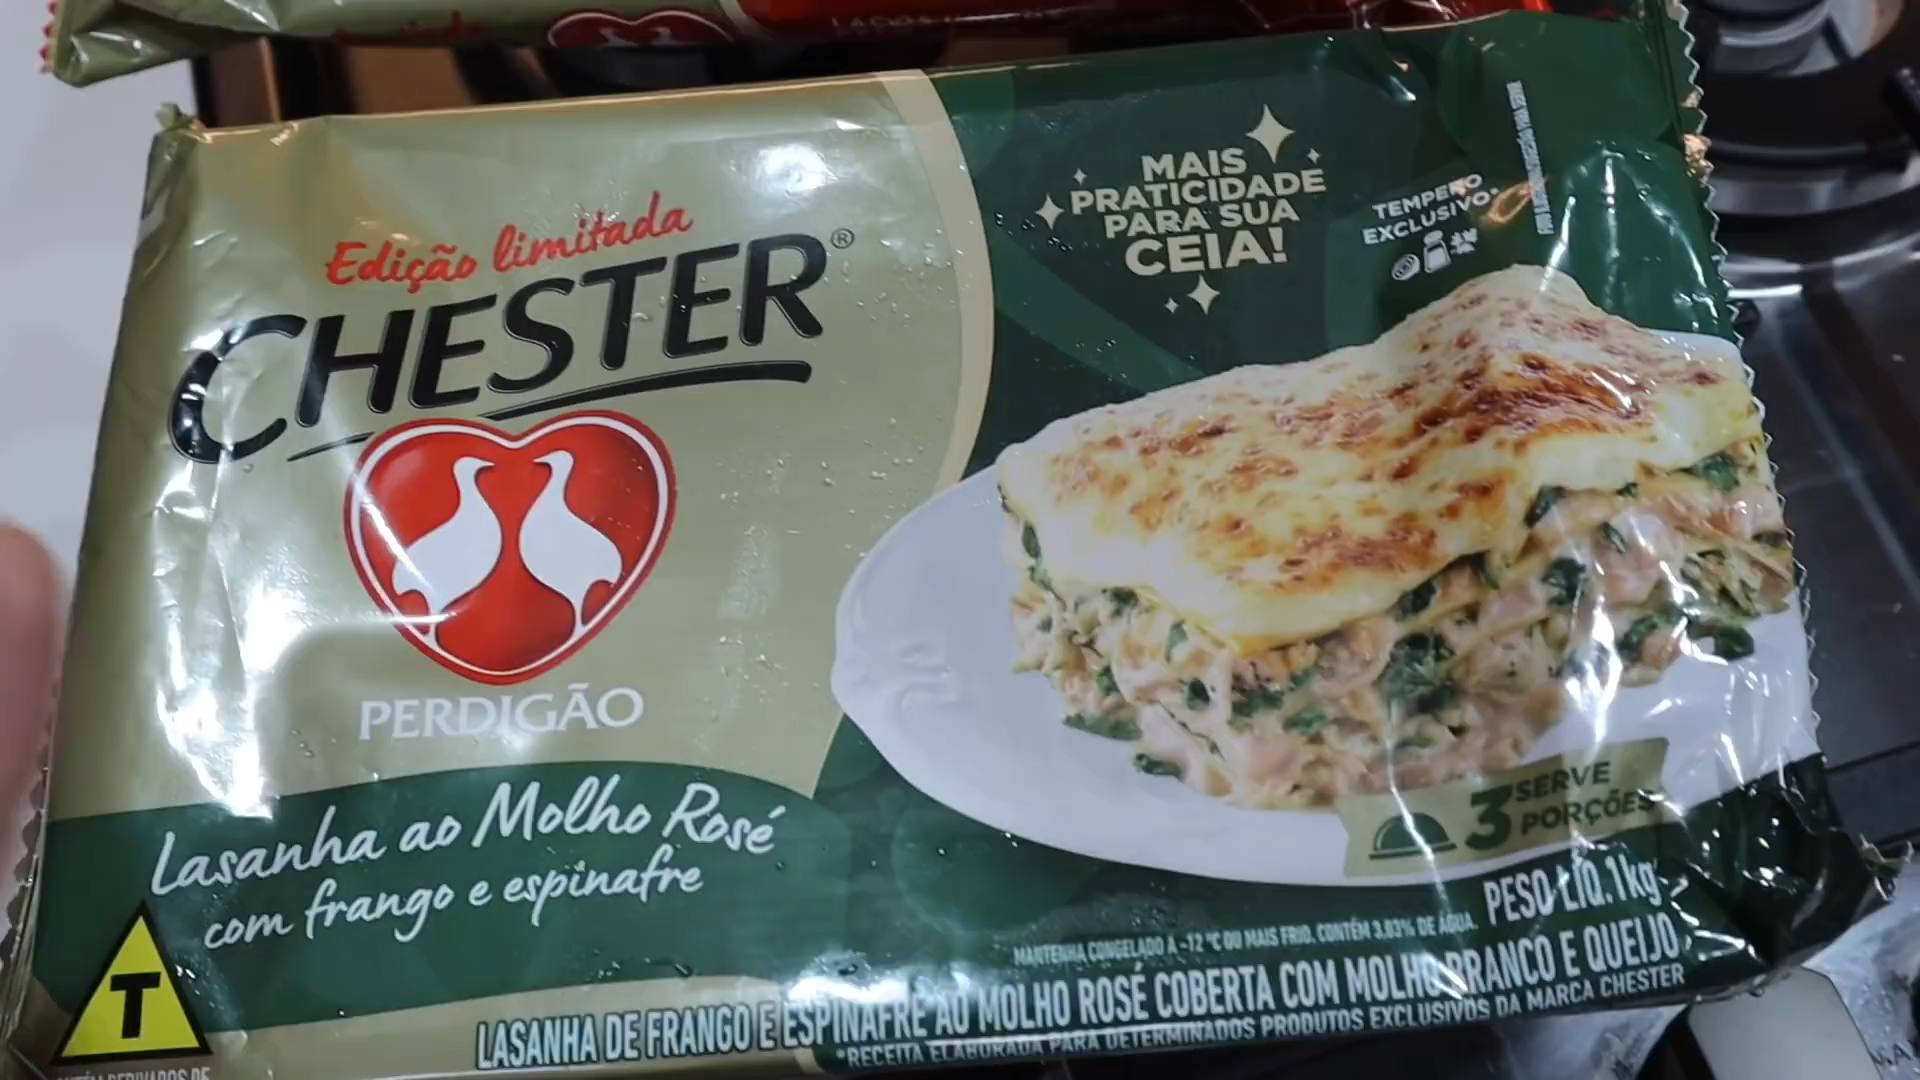 Edição limitada
CHESTER®
PERDIGÃO
Lasanha ao Molho Rosé
com frango e espinafre
MAIS
PRATICIDADE
PARA SUA
CEIA!
TEMPERO
EXCLUSIVO*
3 SERVE
PORÇÕES
PESO LÍQ. 1kg
MANTENHA CONGELADO A -12 °C OU MAIS FRIO. CONTÉM 3,83% DE ÁGUA.
LASANHA DE FRANGO E ESPINAFRE AO MOLHO ROSÉ COBERTA COM MOLHO BRANCO E QUEIJO
*RECEITA ELABORADA PARA DETERMINADOS PRODUTOS EXCLUSIVOS DA MARCA CHESTER
T